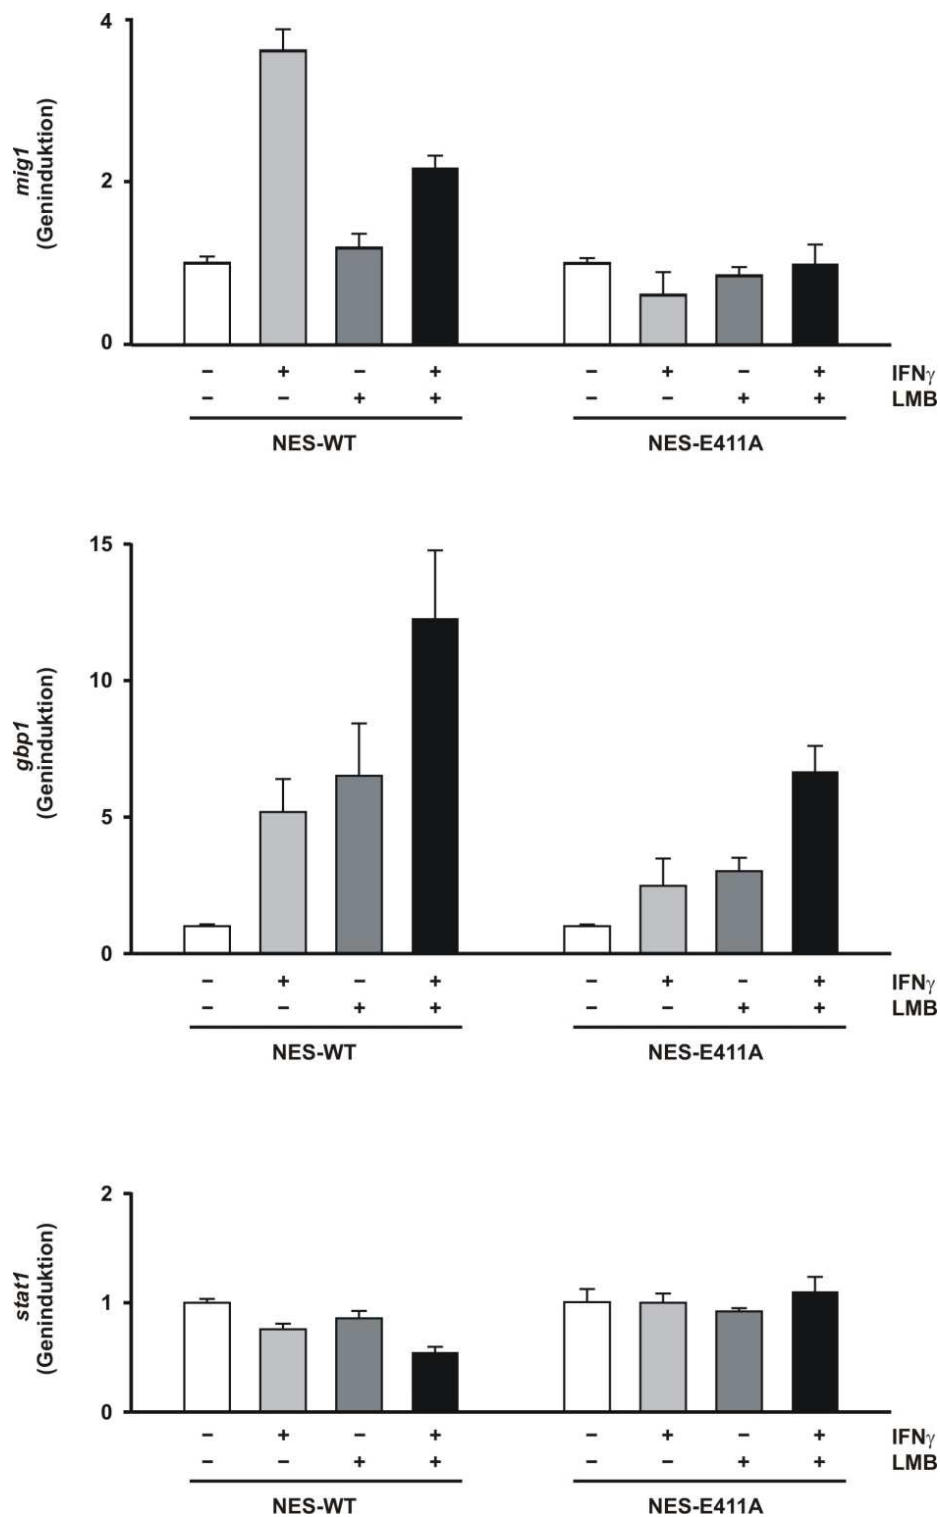 mig1
(Geninduktion)
4
2
0
– + – + – + – + IFNγ
– – + + – – + + LMB
NES-WT NES-E411A
gbp1
(Geninduktion)
15
10
5
0
– + – + – + – + IFNγ
– – + + – – + + LMB
NES-WT NES-E411A
stat1
(Geninduktion)
2
1
0
– + – + – + – + IFNγ
– – + + – – + + LMB
NES-WT NES-E411A